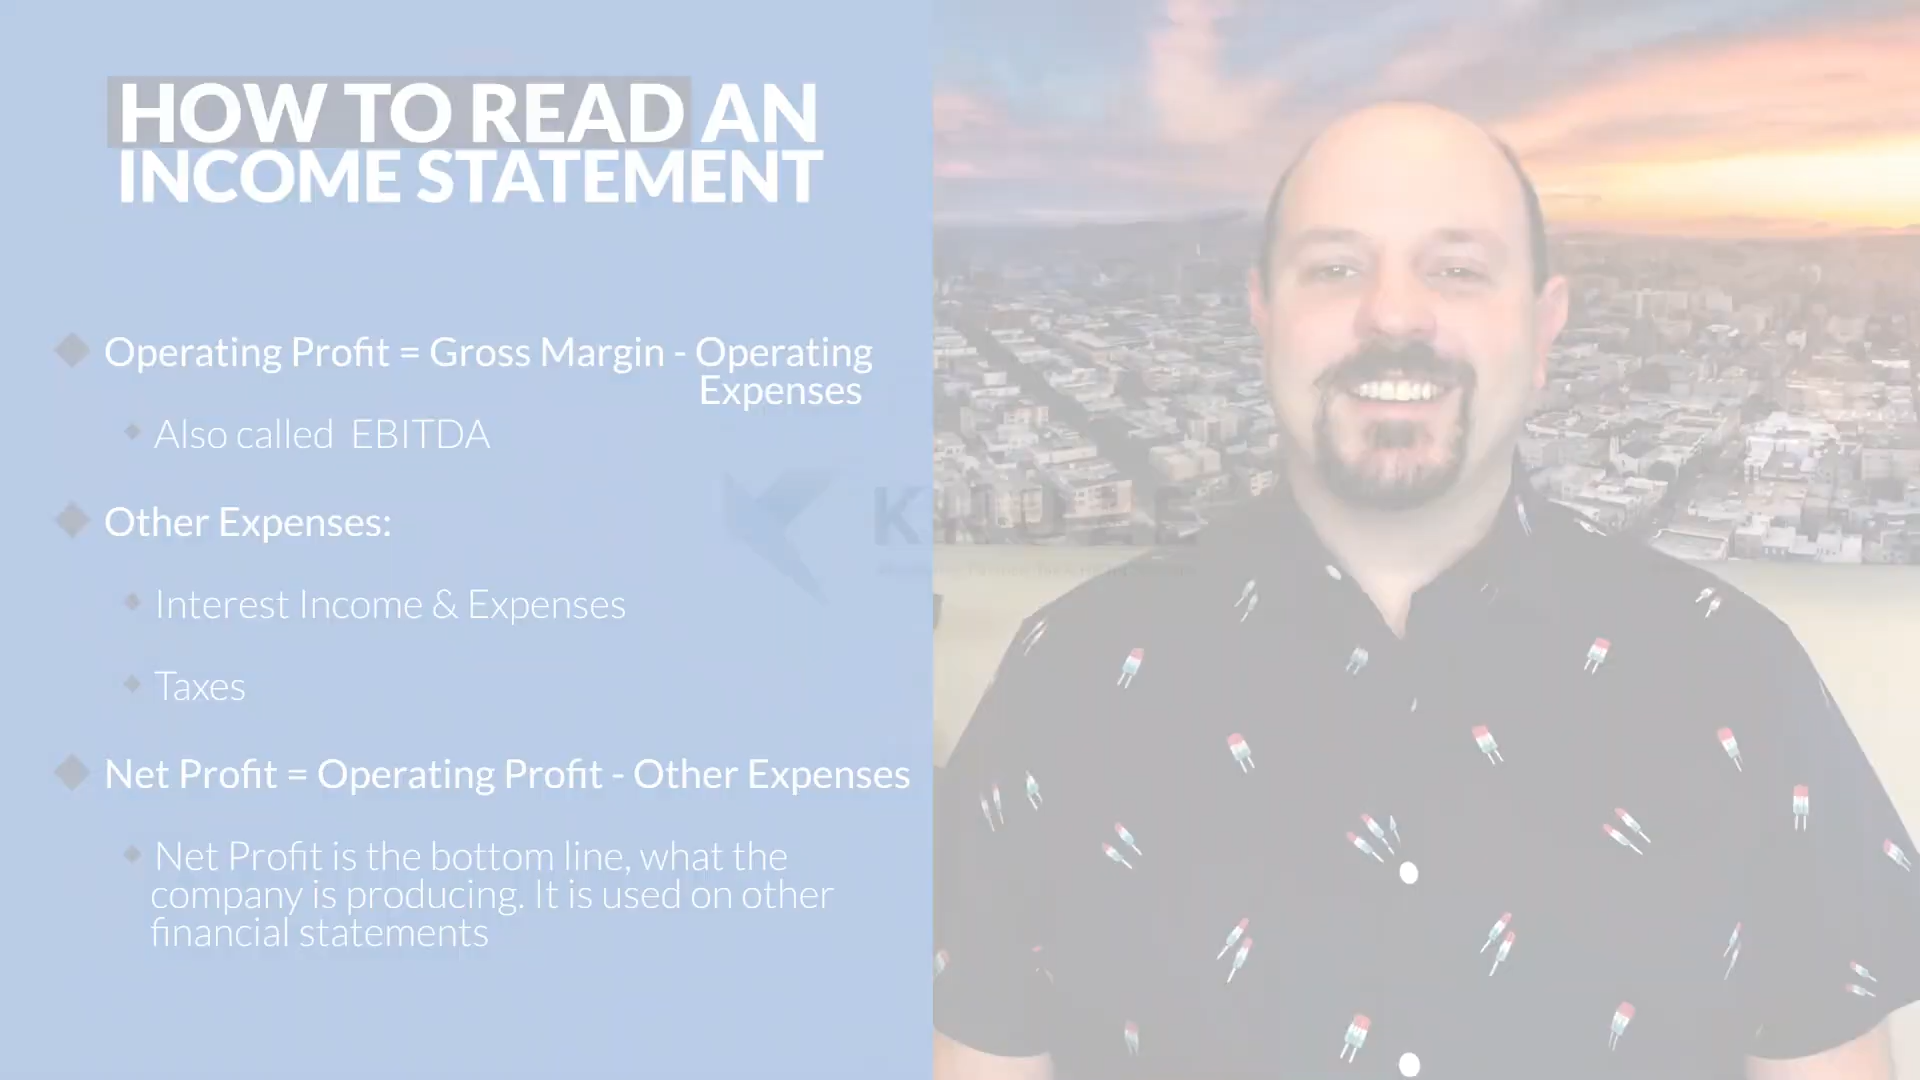 HOW TO READ AN
INCOME STATEMENT
Operating Profit = Gross Margin - Operating
Expenses
Also called EBITDA
Other Expenses:
Interest Income & Expenses
Taxes
Net Profit = Operating Profit - Other Expenses
Net Profit is the bottom line, what the
company is producing. It is used on other
financial statements